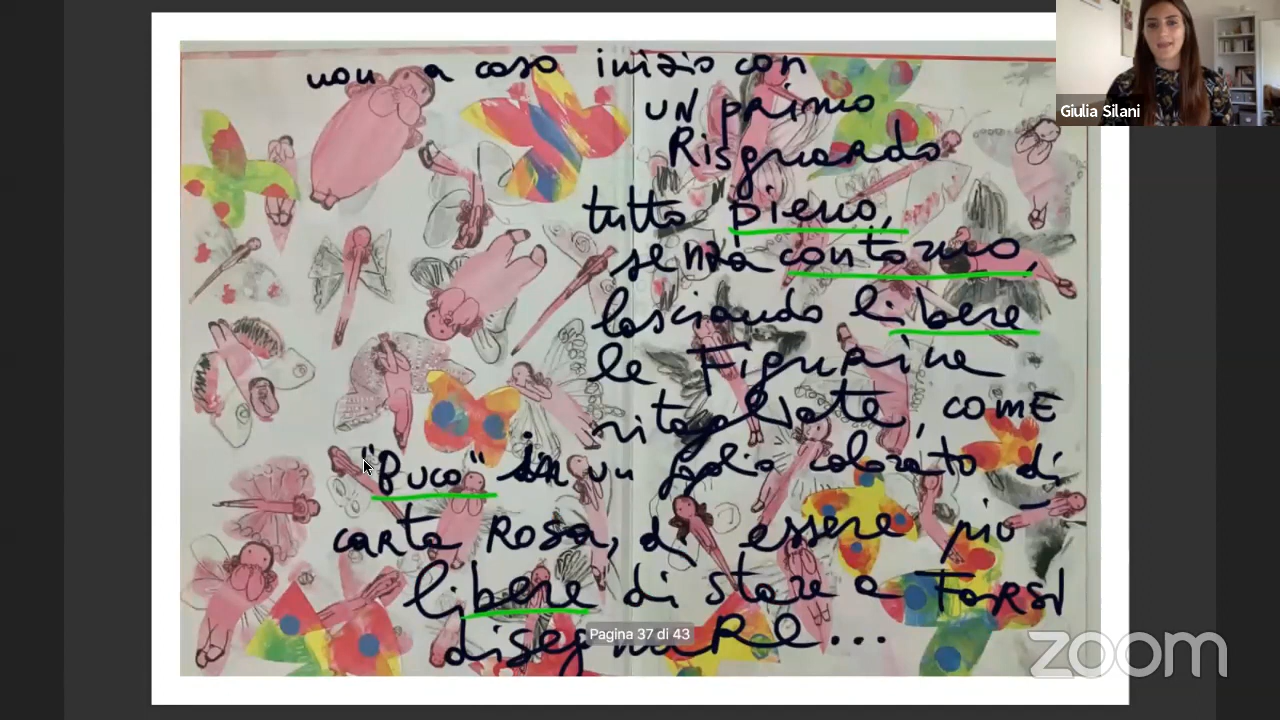 non a caso inizio con
UN primo
Risguardo
tutto pieno,
senza contorno,
lasciando libere
le Figurine
ritagliate, come
"Buco" in un foglio colorato di
carta Rosa, di essere più
libere di stare a FarSi
disegnaRe...
Giulia Silani
Pagina 37 di 43
zoom